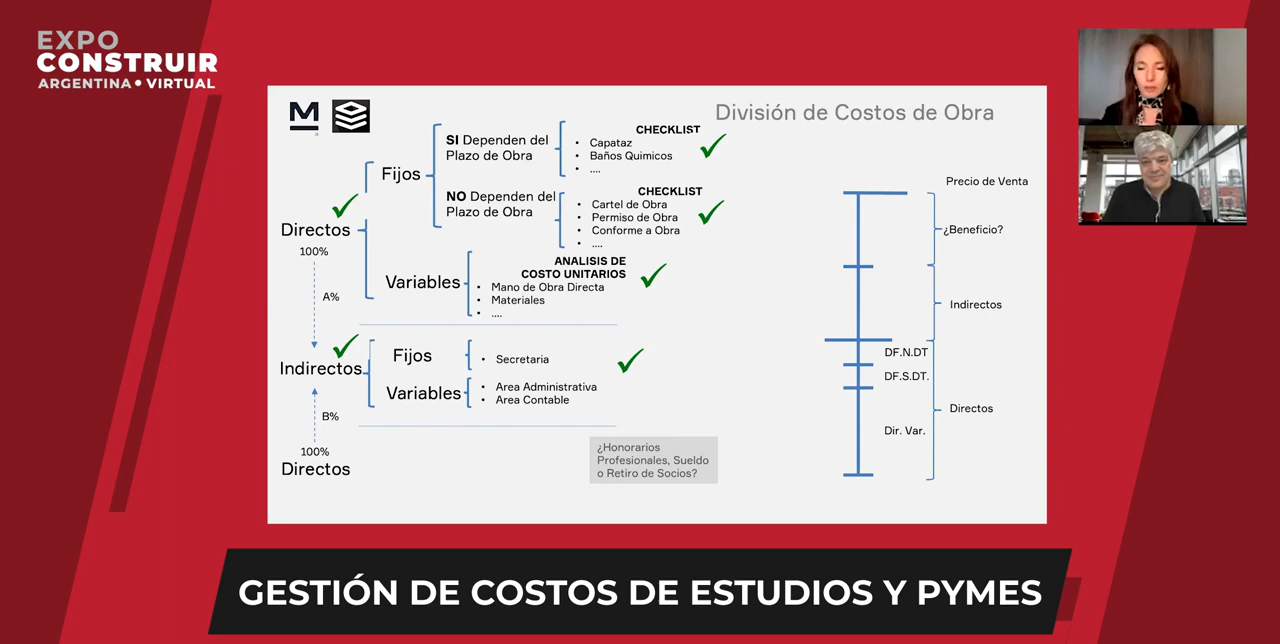 EXPO
CONSTRUIR
ARGENTINA • VIRTUAL
M
División de Costos de Obra
Directos
100%
A%
Fijos
SI Dependen del
Plazo de Obra
CHECKLIST
• Capataz
• Baños Quimicos
• ....
NO Dependen del
Plazo de Obra
CHECKLIST
• Cartel de Obra
• Permiso de Obra
• Conforme a Obra
• ....
Variables
ANALISIS DE
COSTO UNITARIOS
• Mano de Obra Directa
• Materiales
• ....
Indirectos
Fijos
• Secretaria
Variables
• Area Administrativa
• Area Contable
B%
100%
Directos
¿Honorarios
Profesionales, Sueldo
o Retiro de Socios?
Precio de Venta
¿Beneficio?
Indirectos
DF.N.DT
DF.S.DT.
Directos
Dir. Var.
GESTIÓN DE COSTOS DE ESTUDIOS Y PYMES